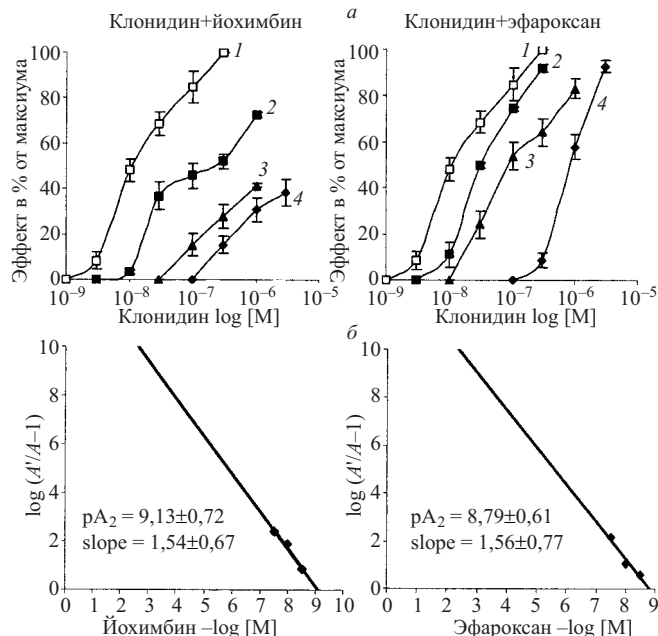 Клонидин+йохимбин
а
Клонидин+эфароксан
Эффект в % от максиума
100
80
60
40
20
0
1
2
3
4
10⁻⁹ 10⁻⁸ 10⁻⁷ 10⁻⁶ 10⁻⁵
Клонидин log [M]
Эффект в % от максиума
100
80
60
40
20
0
1
2
3
4
10⁻⁹ 10⁻⁸ 10⁻⁷ 10⁻⁶ 10⁻⁵
Клонидин log [M]
б
log (A'/A–1)
10
8
6
4
2
0
pA₂ = 9,13±0,72
slope = 1,54±0,67
0 1 2 3 4 5 6 7 8 9 10
Йохимбин –log [M]
log (A'/A–1)
10
8
6
4
2
0
pA₂ = 8,79±0,61
slope = 1,56±0,77
0 1 2 3 4 5 6 7 8 9
Эфароксан –log [M]